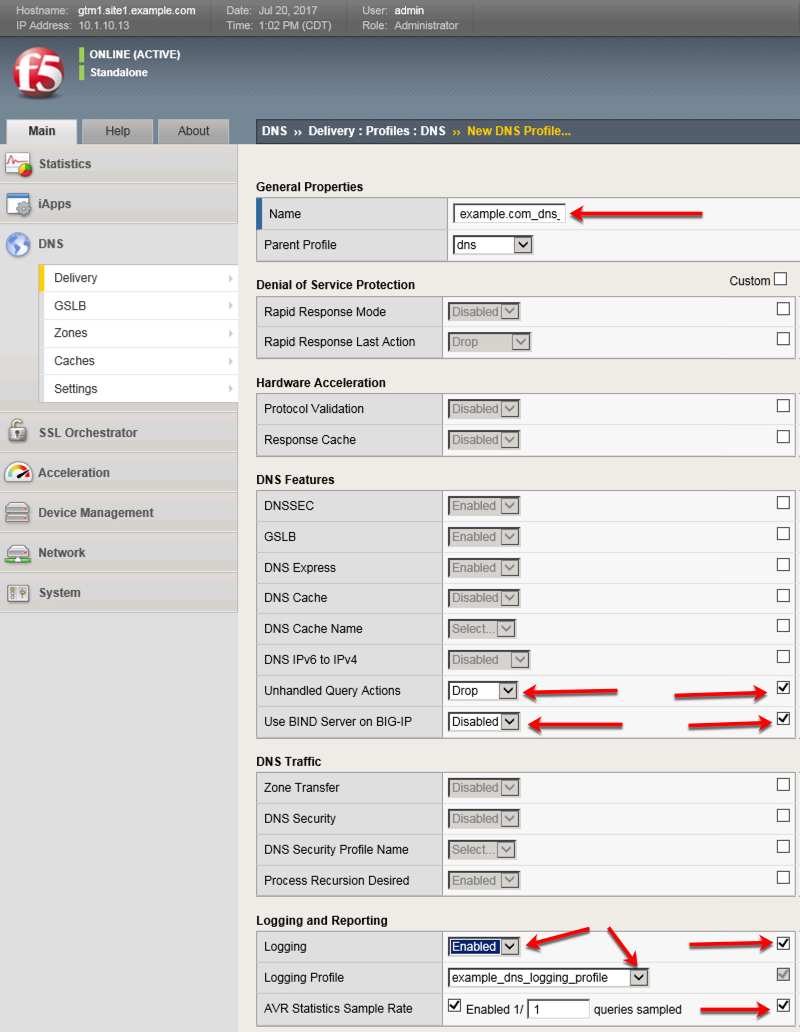 Hostname: gtm1.site1.example.com Date: Jul 20, 2017 User: admin
IP Address: 10.1.10.13 Time: 1:02 PM (CDT) Role: Administrator
f5
ONLINE (ACTIVE)
Standalone
Main Help About
DNS ›› Delivery : Profiles : DNS ›› New DNS Profile...
Statistics
iApps
DNS
Delivery
GSLB
Zones
Caches
Settings
SSL Orchestrator
Acceleration
Device Management
Network
System
General Properties
Name example.com_dns_
Parent Profile dns
Denial of Service Protection Custom
Rapid Response Mode Disabled
Rapid Response Last Action Drop
Hardware Acceleration
Protocol Validation Disabled
Response Cache Disabled
DNS Features
DNSSEC Enabled
GSLB Enabled
DNS Express Enabled
DNS Cache Disabled
DNS Cache Name Select...
DNS IPv6 to IPv4 Disabled
Unhandled Query Actions Drop
Use BIND Server on BIG-IP Disabled
DNS Traffic
Zone Transfer Disabled
DNS Security Disabled
DNS Security Profile Name Select...
Process Recursion Desired Enabled
Logging and Reporting
Logging Enabled
Logging Profile example_dns_logging_profile
AVR Statistics Sample Rate Enabled 1/ 1 queries sampled